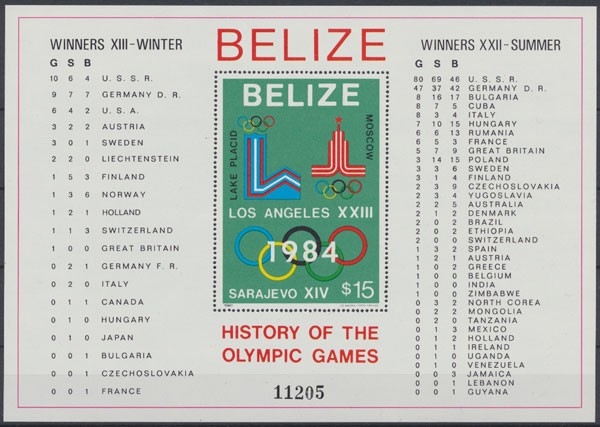 BELIZE
WINNERS XIII-WINTER
G S B
10 6 4 U. S. S. R.
9 7 7 GERMANY D. R.
6 4 2 U. S. A.
3 2 2 AUSTRIA
3 0 1 SWEDEN
2 2 0 LIECHTENSTEIN
1 5 3 FINLAND
1 3 6 NORWAY
1 2 1 HOLLAND
1 1 3 SWITZERLAND
1 0 0 GREAT BRITAIN
0 2 1 GERMANY F. R.
0 2 0 ITALY
0 1 1 CANADA
0 1 0 HUNGARY
0 1 0 JAPAN
0 0 1 BULGARIA
0 0 1 CZECHOSLOVAKIA
0 0 1 FRANCE
BELIZE
LAKE PLACID
MOSCOW
LOS ANGELES XXIII
1984
SARAJEVO XIV $15
HISTORY OF THE
OLYMPIC GAMES
11205
WINNERS XXII-SUMMER
G S B
80 69 46 U. S. S. R.
47 37 42 GERMANY D. R.
8 16 17 BULGARIA
8 7 5 CUBA
8 3 4 ITALY
7 10 15 HUNGARY
6 6 13 RUMANIA
6 5 3 FRANCE
5 7 9 GREAT BRITAIN
3 14 15 POLAND
3 3 6 SWEDEN
3 1 4 FINLAND
2 3 9 CZECHOSLOVAKIA
2 3 4 YUGOSLAVIA
2 2 5 AUSTRALIA
2 1 2 DENMARK
2 0 2 BRAZIL
2 0 2 ETHIOPIA
2 0 0 SWITZERLAND
1 3 2 SPAIN
1 2 1 AUSTRIA
1 0 2 GREECE
1 0 0 BELGIUM
1 0 0 INDIA
1 0 0 ZIMBABWE
0 3 2 NORTH COREA
0 2 2 MONGOLIA
0 2 0 TANZANIA
0 1 3 MEXICO
0 1 2 HOLLAND
0 1 1 IRELAND
0 1 0 UGANDA
0 1 0 VENEZUELA
0 0 3 JAMAICA
0 0 1 LEBANON
0 0 1 GUYANA